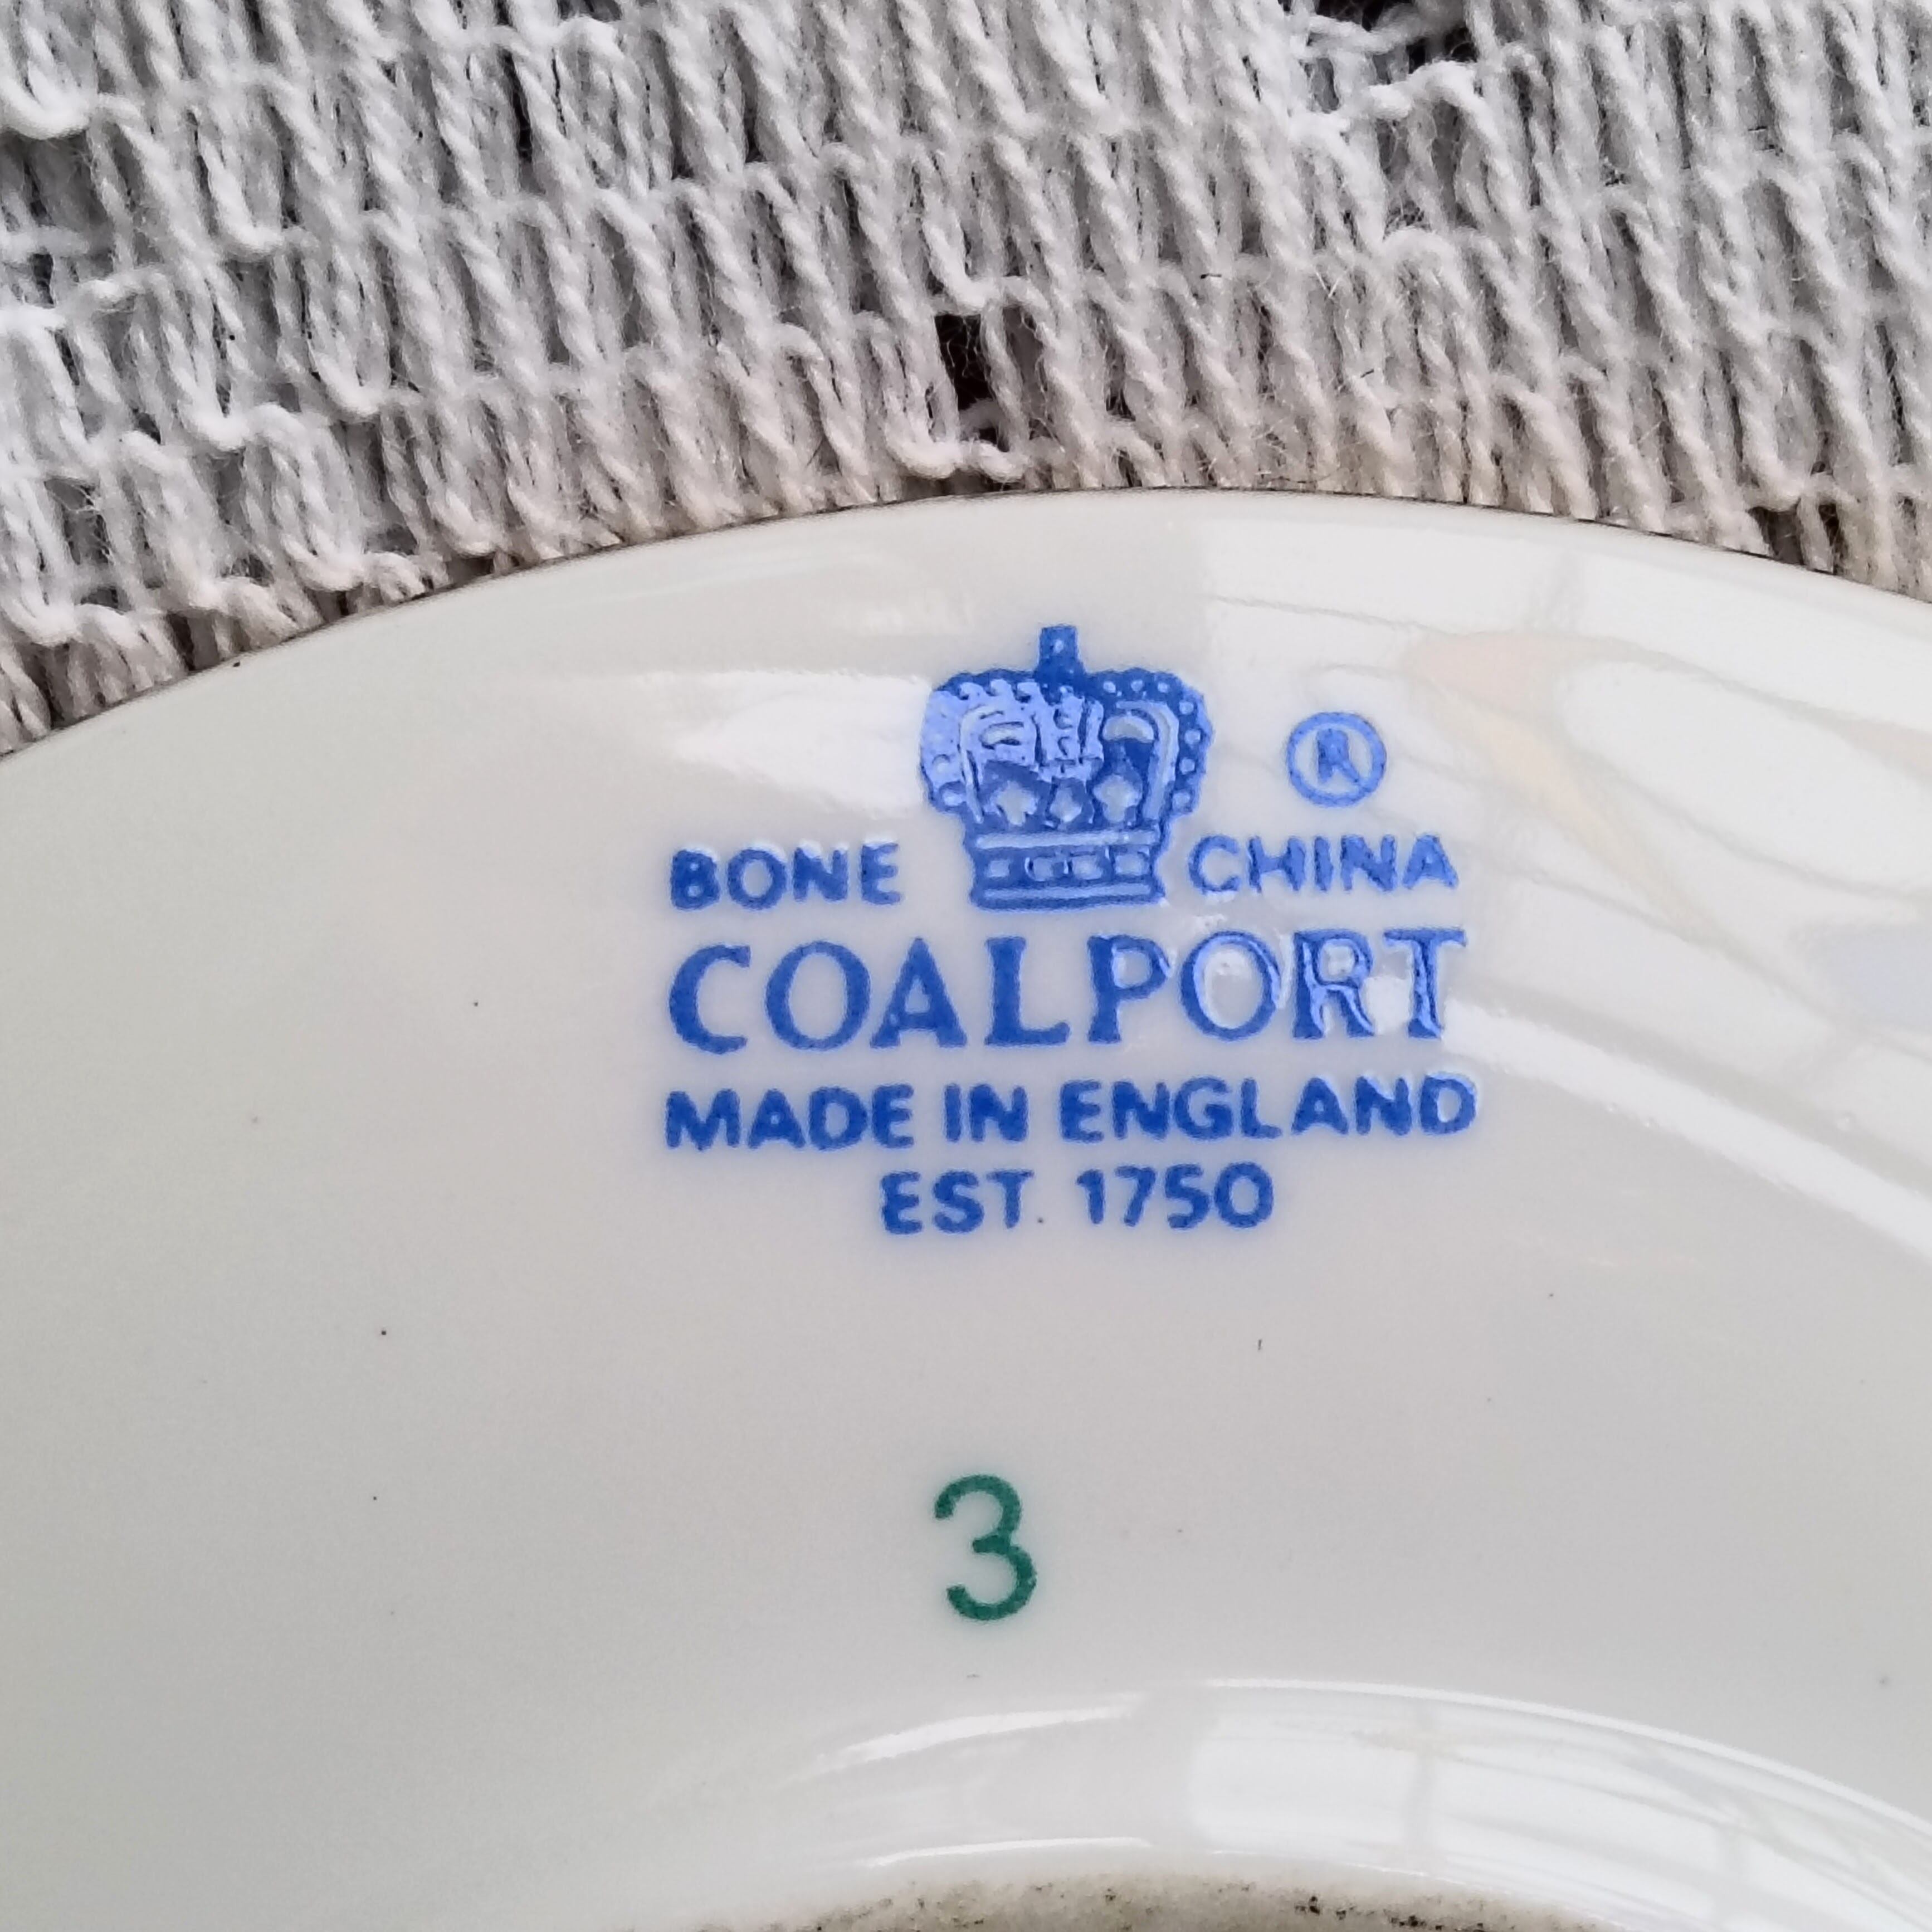 ®
BONE CHINA
COALPORT
MADE IN ENGLAND
EST. 1750
3